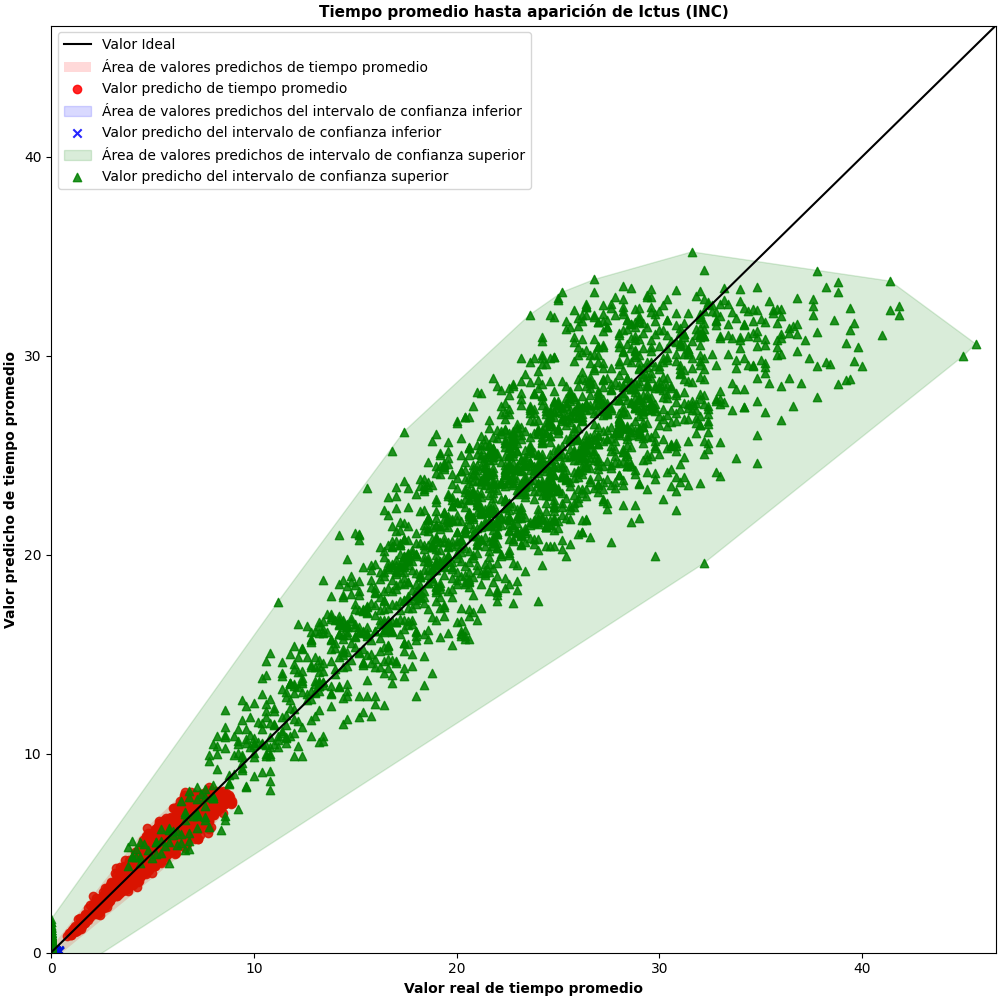 Tiempo promedio hasta aparición de Ictus (INC)
Valor Ideal
Área de valores predichos de tiempo promedio
Valor predicho de tiempo promedio
Área de valores predichos del intervalo de confianza inferior
Valor predicho del intervalo de confianza inferior
Área de valores predichos de intervalo de confianza superior
Valor predicho del intervalo de confianza superior
Valor predicho de tiempo promedio
40
30
20
10
0
0 10 20 30 40
Valor real de tiempo promedio